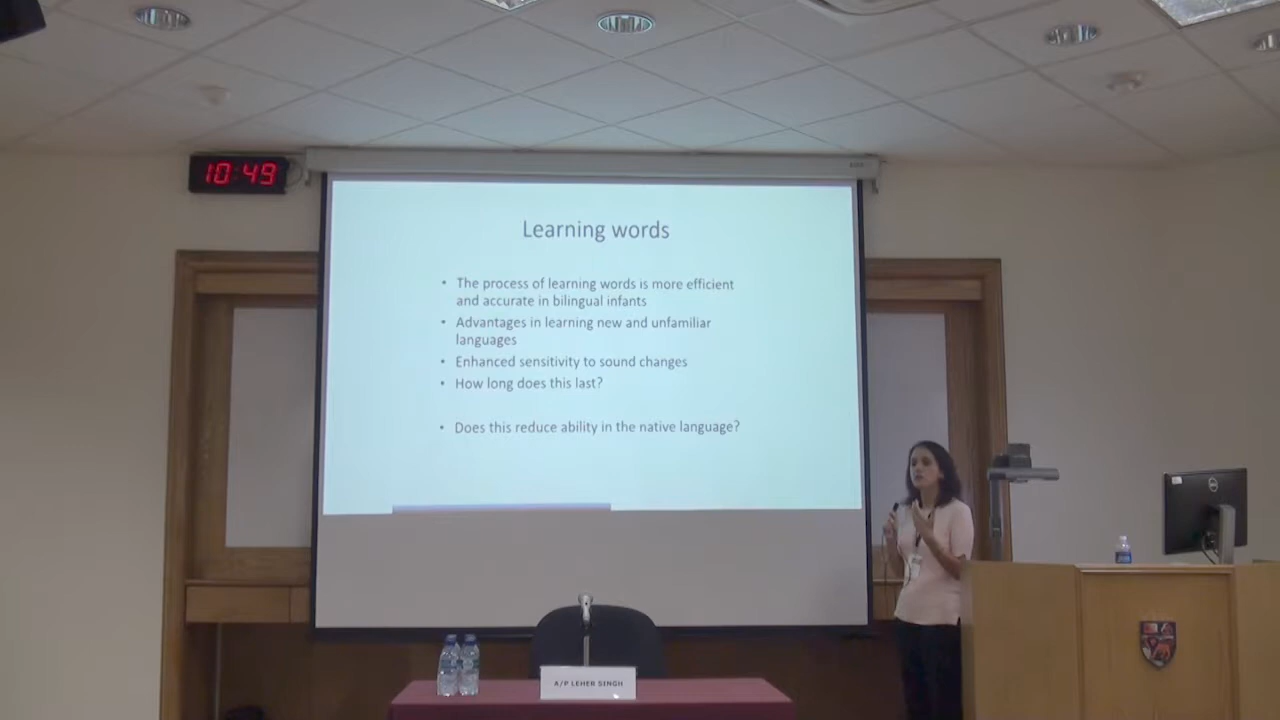 10:49
Learning words
• The process of learning words is more efficient
and accurate in bilingual infants
• Advantages in learning new and unfamiliar
languages
• Enhanced sensitivity to sound changes
• How long does this last?
• Does this reduce ability in the native language?
A/P LEHER SINGH